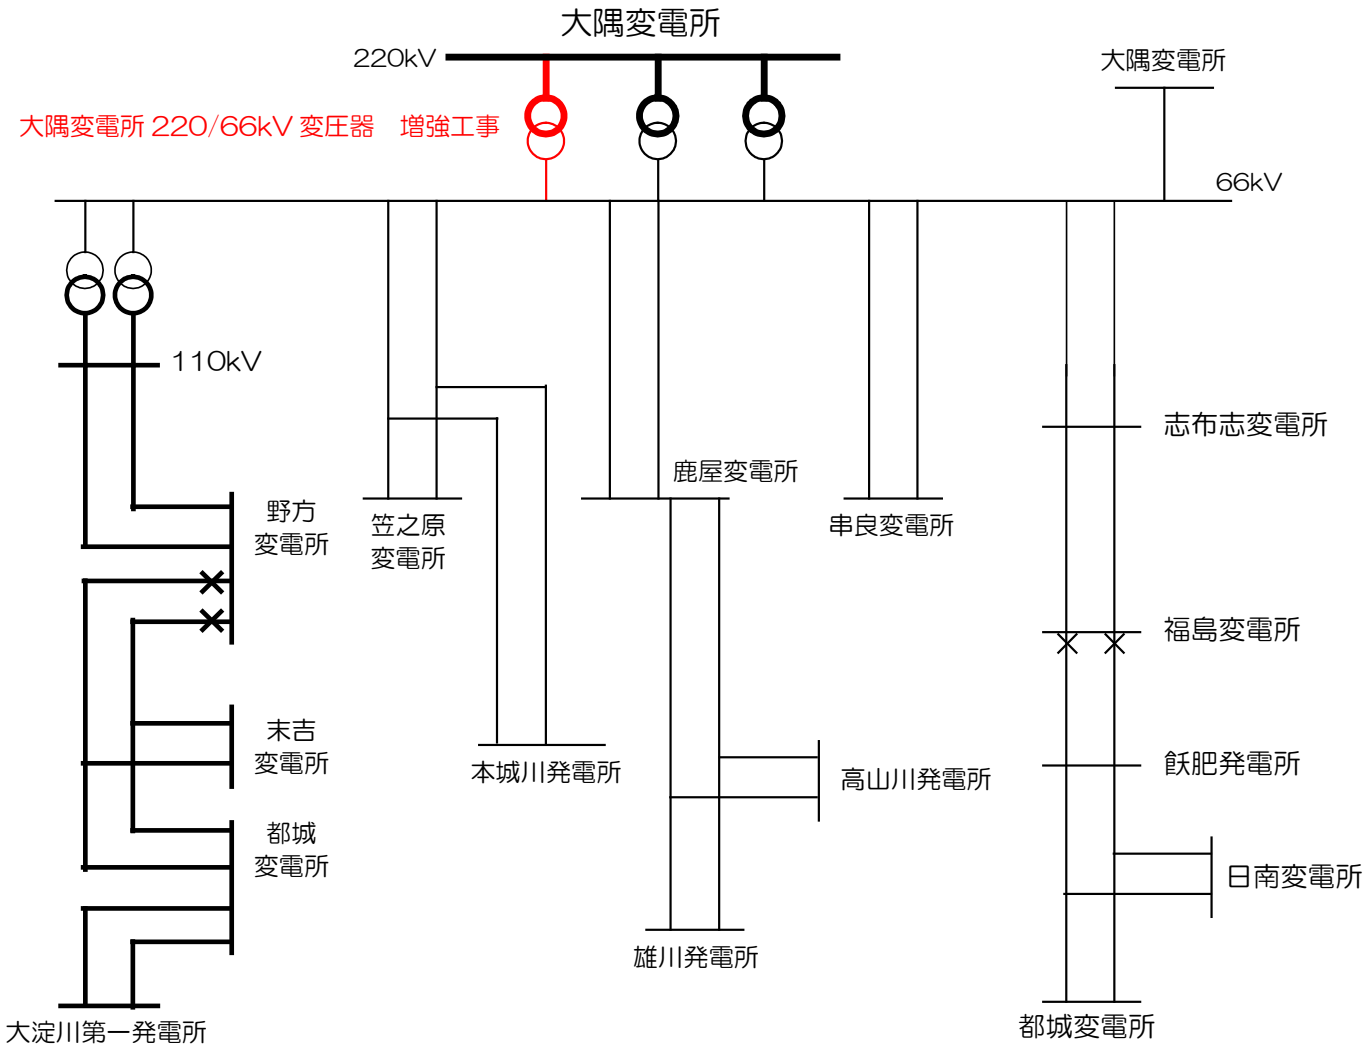 大隅変電所
220kV
大隅変電所
大隅変電所 220/66kV 変圧器　増強工事
66kV
110kV
志布志変電所
鹿屋変電所
野方
変電所
笠之原
変電所
串良変電所
福島変電所
末吉
変電所
本城川発電所
高山川発電所
飫肥発電所
都城
変電所
日南変電所
雄川発電所
大淀川第一発電所
都城変電所